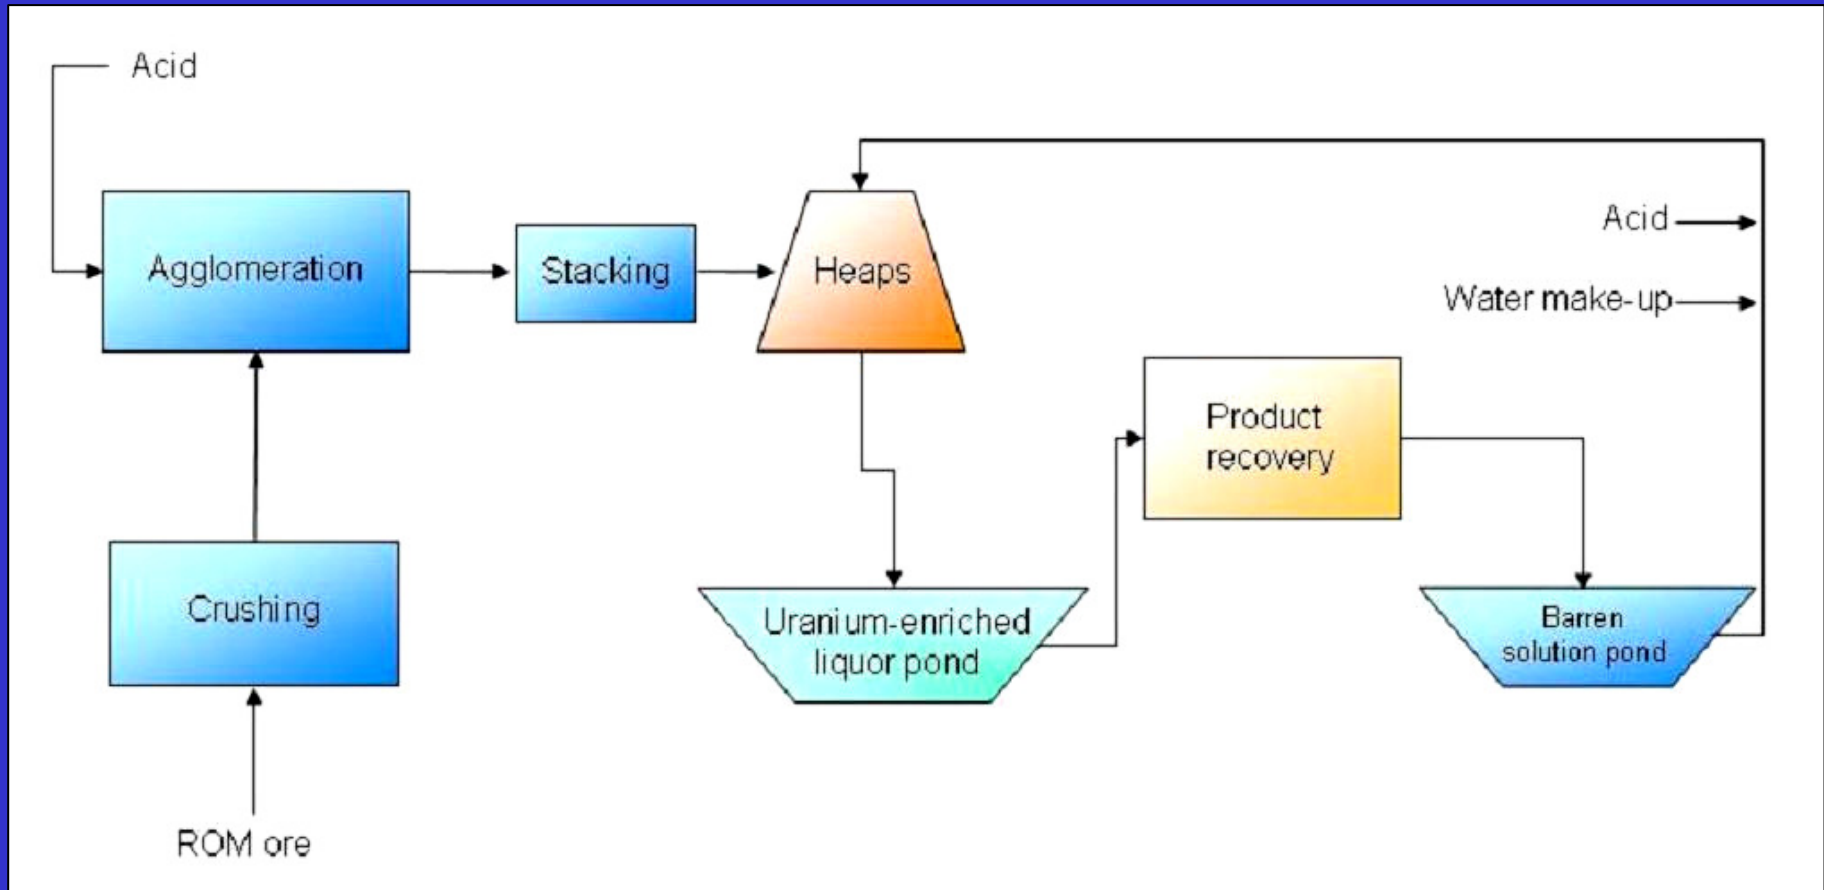 Acid
Agglomeration
Stacking
Heaps
Acid
Water make-up
Product
recovery
Crushing
Uranium-enriched
liquor pond
Barren
solution pond
ROM ore